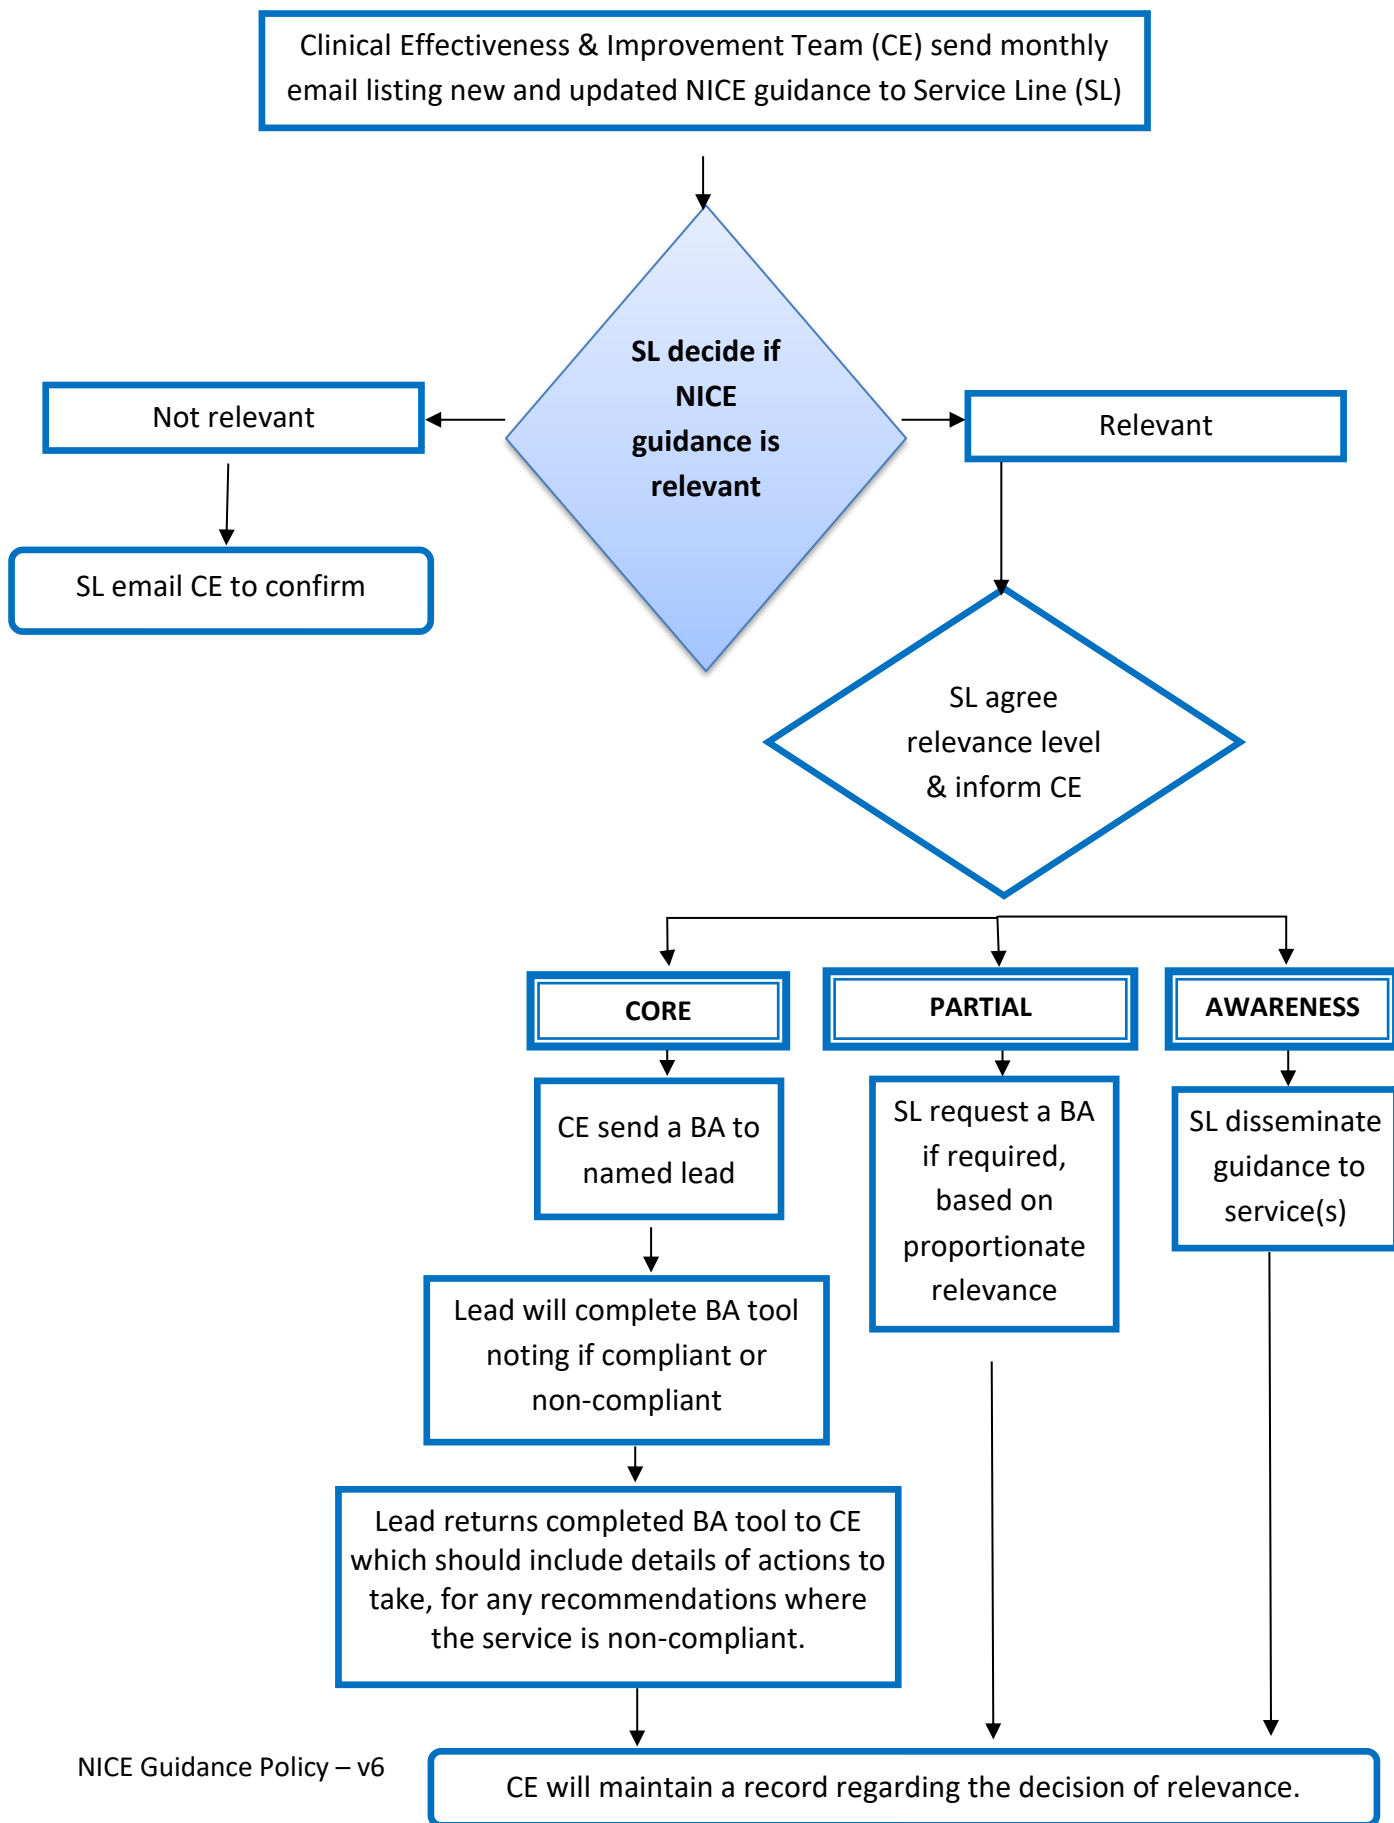 Clinical Effectiveness & Improvement Team (CE) send monthly
email listing new and updated NICE guidance to Service Line (SL)
SL decide if
NICE
guidance is
relevant
Not relevant
Relevant
SL email CE to confirm
SL agree
relevance level
& inform CE
CORE
PARTIAL
AWARENESS
CE send a BA to
named lead
SL request a BA
if required,
based on
proportionate
relevance
SL disseminate
guidance to
service(s)
Lead will complete BA tool
noting if compliant or
non-compliant
Lead returns completed BA tool to CE
which should include details of actions to
take, for any recommendations where
the service is non-compliant.
NICE Guidance Policy – v6
CE will maintain a record regarding the decision of relevance.